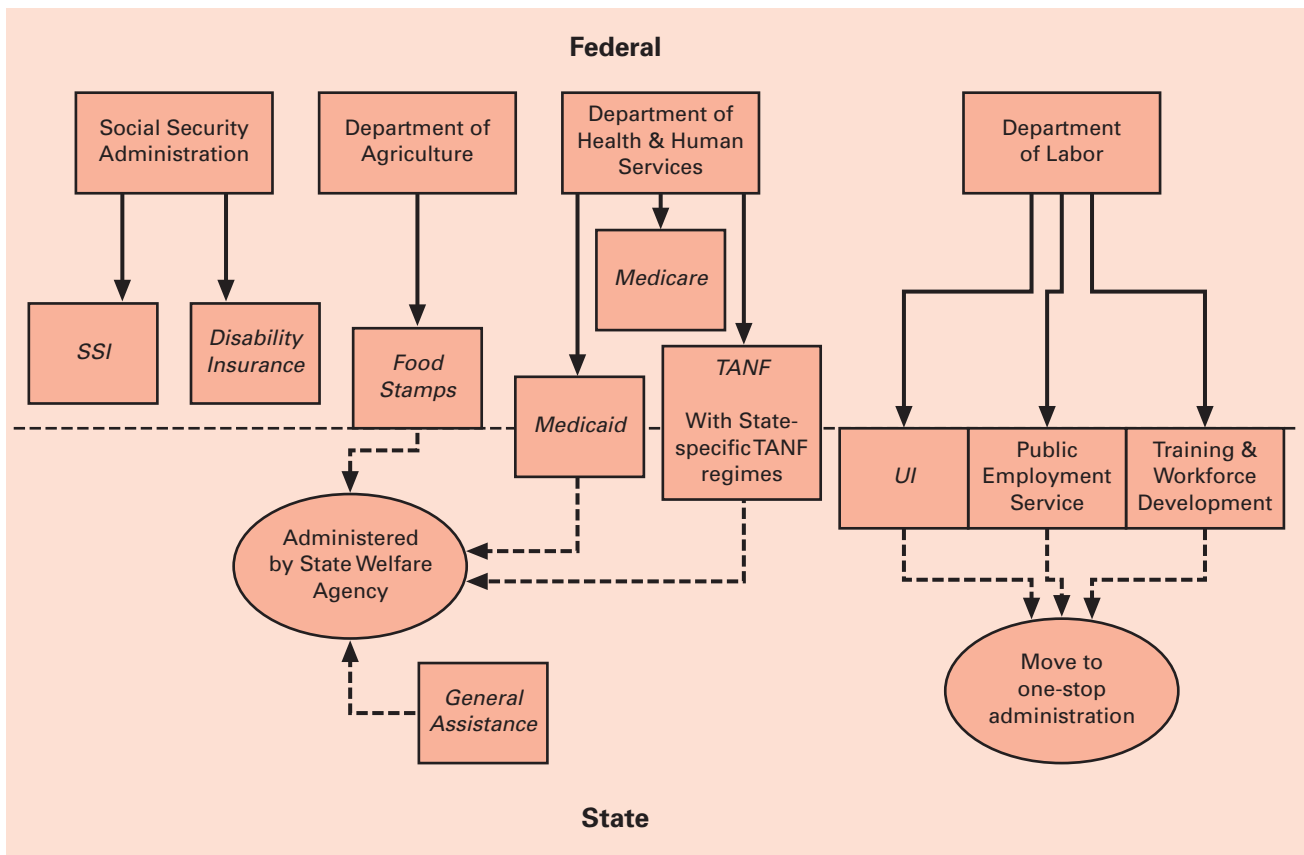 Federal
Social Security
Administration
Department of
Agriculture
Department of
Health & Human
Services
Department
of Labor
Medicare
SSI
Disability
Insurance
Food
Stamps
Medicaid
TANF
With State-
specific TANF
regimes
UI
Public
Employment
Service
Training &
Workforce
Development
Administered
by State Welfare
Agency
General
Assistance
Move to
one-stop
administration
State